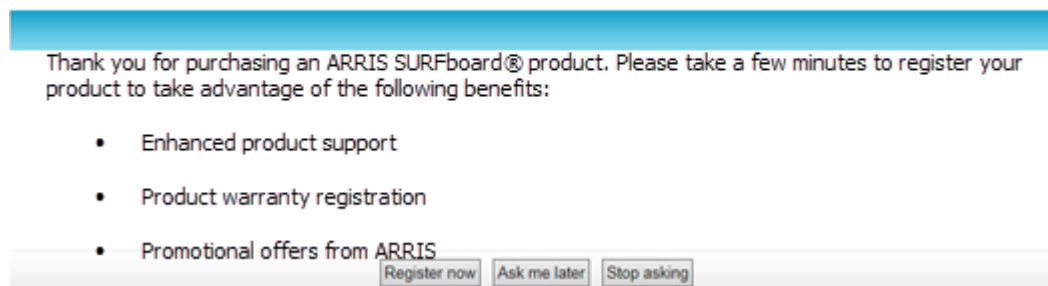 Thank you for purchasing an ARRIS SURFboard® product. Please take a few minutes to register your
product to take advantage of the following benefits:
• Enhanced product support
• Product warranty registration
• Promotional offers from ARRIS
Register now Ask me later Stop asking